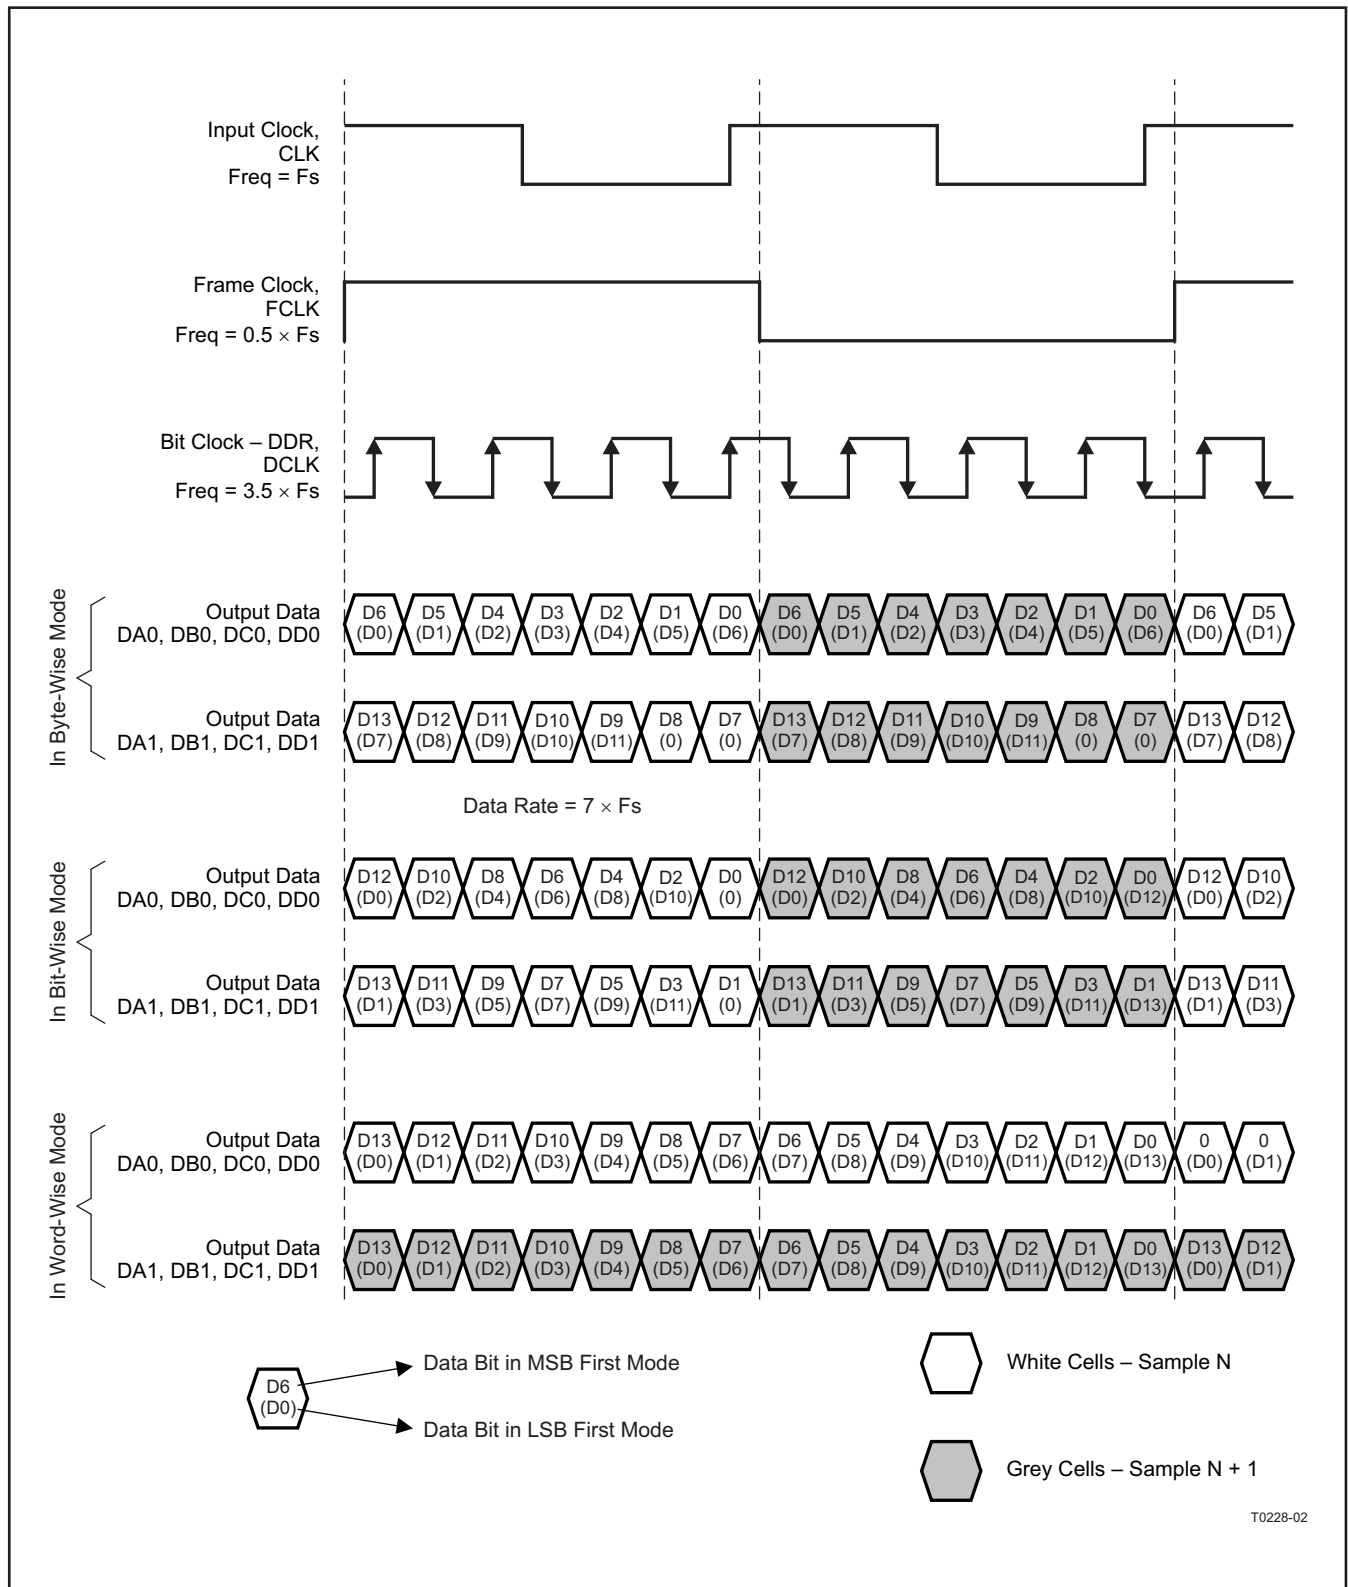 Input Clock,
CLK
Freq = Fs
Frame Clock,
FCLK
Freq = 0.5 × Fs
Bit Clock – DDR,
DCLK
Freq = 3.5 × Fs
In Byte-Wise Mode
Output Data
DA0, DB0, DC0, DD0
D6 D5 D4 D3 D2 D1 D0 D6 D5 D4 D3 D2 D1 D0 D6 D5
(D0) (D1) (D2) (D3) (D4) (D5) (D6) (D0) (D1) (D2) (D3) (D4) (D5) (D6) (D0) (D1)
Output Data
DA1, DB1, DC1, DD1
D13 D12 D11 D10 D9 D8 D7 D13 D12 D11 D10 D9 D8 D7 D13 D12
(D7) (D8) (D9) (D10) (D11) (0) (0) (D7) (D8) (D9) (D10) (D11) (0) (0) (D7) (D8)
Data Rate = 7 × Fs
In Bit-Wise Mode
Output Data
DA0, DB0, DC0, DD0
D12 D10 D8 D6 D4 D2 D0 D12 D10 D8 D6 D4 D2 D0 D12 D10
(D0) (D2) (D4) (D6) (D8) (D10) (0) (D0) (D2) (D4) (D6) (D8) (D10) (D12) (D0) (D2)
Output Data
DA1, DB1, DC1, DD1
D13 D11 D9 D7 D5 D3 D1 D13 D11 D9 D7 D5 D3 D1 D13 D11
(D1) (D3) (D5) (D7) (D9) (D11) (0) (D1) (D3) (D5) (D7) (D9) (D11) (D13) (D1) (D3)
In Word-Wise Mode
Output Data
DA0, DB0, DC0, DD0
D13 D12 D11 D10 D9 D8 D7 D6 D5 D4 D3 D2 D1 D0 0 0
(D0) (D1) (D2) (D3) (D4) (D5) (D6) (D7) (D8) (D9) (D10) (D11) (D12) (D13) (D0) (D1)
Output Data
DA1, DB1, DC1, DD1
D13 D12 D11 D10 D9 D8 D7 D6 D5 D4 D3 D2 D1 D0 D13 D12
(D0) (D1) (D2) (D3) (D4) (D5) (D6) (D7) (D8) (D9) (D10) (D11) (D12) (D13) (D0) (D1)
D6
(D0)
Data Bit in MSB First Mode
Data Bit in LSB First Mode
White Cells – Sample N
Grey Cells – Sample N + 1
T0228-02